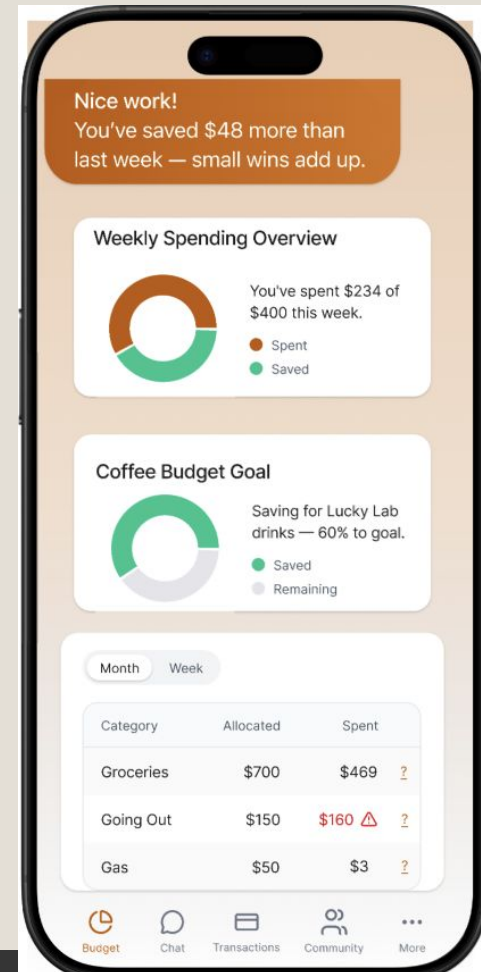 Nice work!
You've saved $48 more than
last week — small wins add up.
Weekly Spending Overview
You've spent $234 of
$400 this week.
Spent
Saved
Coffee Budget Goal
Saving for Lucky Lab
drinks — 60% to goal.
Saved
Remaining
Month Week
Category Allocated Spent
Groceries $700 $469 ?
Going Out $150 $160 ?
Gas $50 $3 ?
Budget Chat Transactions Community More